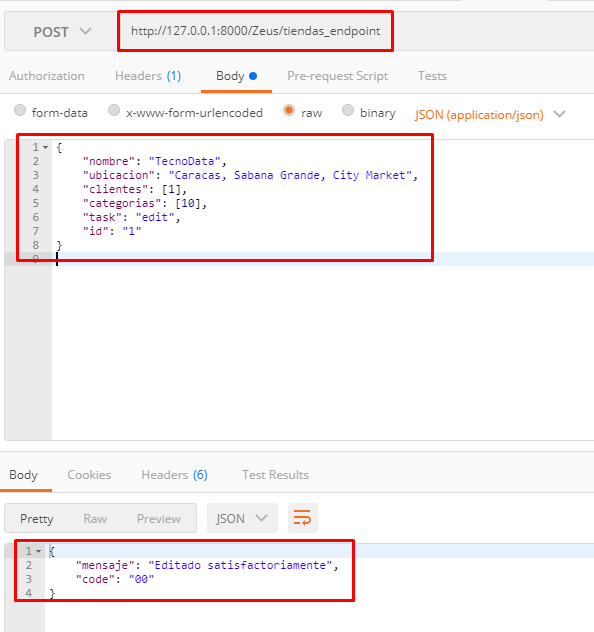 POST http://127.0.0.1:8000/Zeus/tiendas_endpoint
Authorization Headers (1) Body Pre-request Script Tests
form-data x-www-form-urlencoded raw binary JSON (application/json)
1 {
2 "nombre": "TecnoData",
3 "ubicacion": "Caracas, Sabana Grande, City Market",
4 "clientes": [1],
5 "categorias": [10],
6 "task": "edit",
7 "id": "1"
8 }
9
Body Cookies Headers (6) Test Results
Pretty Raw Preview JSON
1 {
2 "mensaje": "Editado satisfactoriamente",
3 "code": "00"
4 }